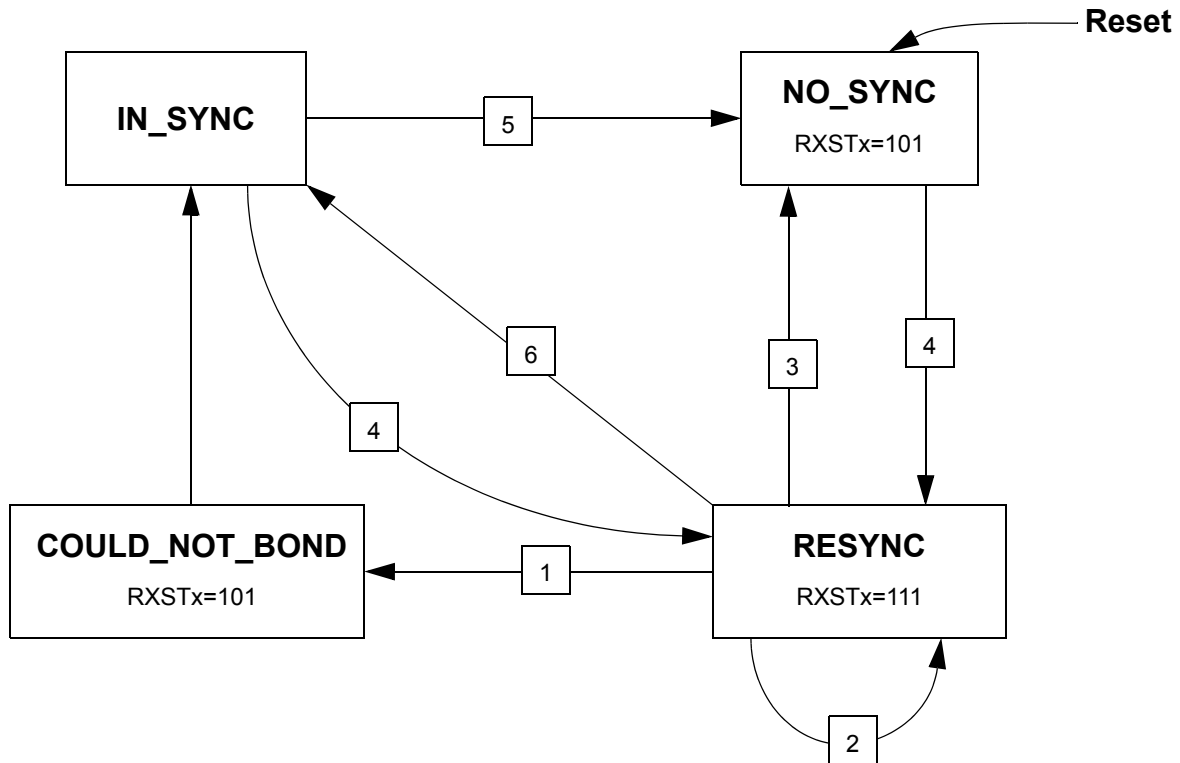 Reset
IN_SYNC
NO_SYNC
RXSTx=101
5
6
3
4
4
COULD_NOT_BOND
RXSTx=101
1
RESYNC
RXSTx=111
2